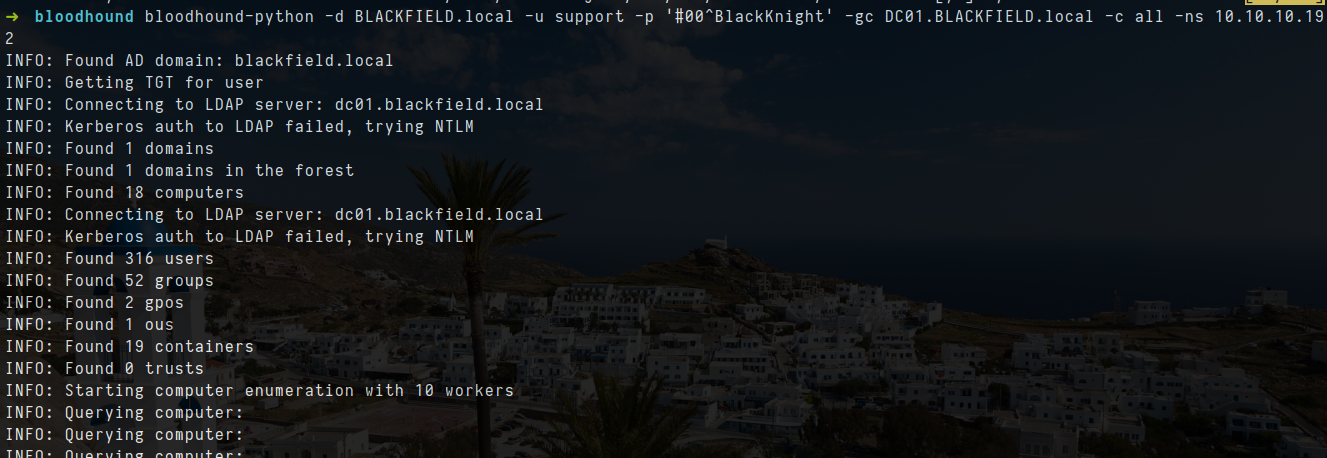 → bloodhound bloodhound-python -d BLACKFIELD.local -u support -p '#00^BlackKnight' -gc DC01.BLACKFIELD.local -c all -ns 10.10.10.19
2
INFO: Found AD domain: blackfield.local
INFO: Getting TGT for user
INFO: Connecting to LDAP server: dc01.blackfield.local
INFO: Kerberos auth to LDAP failed, trying NTLM
INFO: Found 1 domains
INFO: Found 1 domains in the forest
INFO: Found 18 computers
INFO: Connecting to LDAP server: dc01.blackfield.local
INFO: Kerberos auth to LDAP failed, trying NTLM
INFO: Found 316 users
INFO: Found 52 groups
INFO: Found 2 gpos
INFO: Found 1 ous
INFO: Found 19 containers
INFO: Found 0 trusts
INFO: Starting computer enumeration with 10 workers
INFO: Querying computer:
INFO: Querying computer:
INFO: Querying computer: